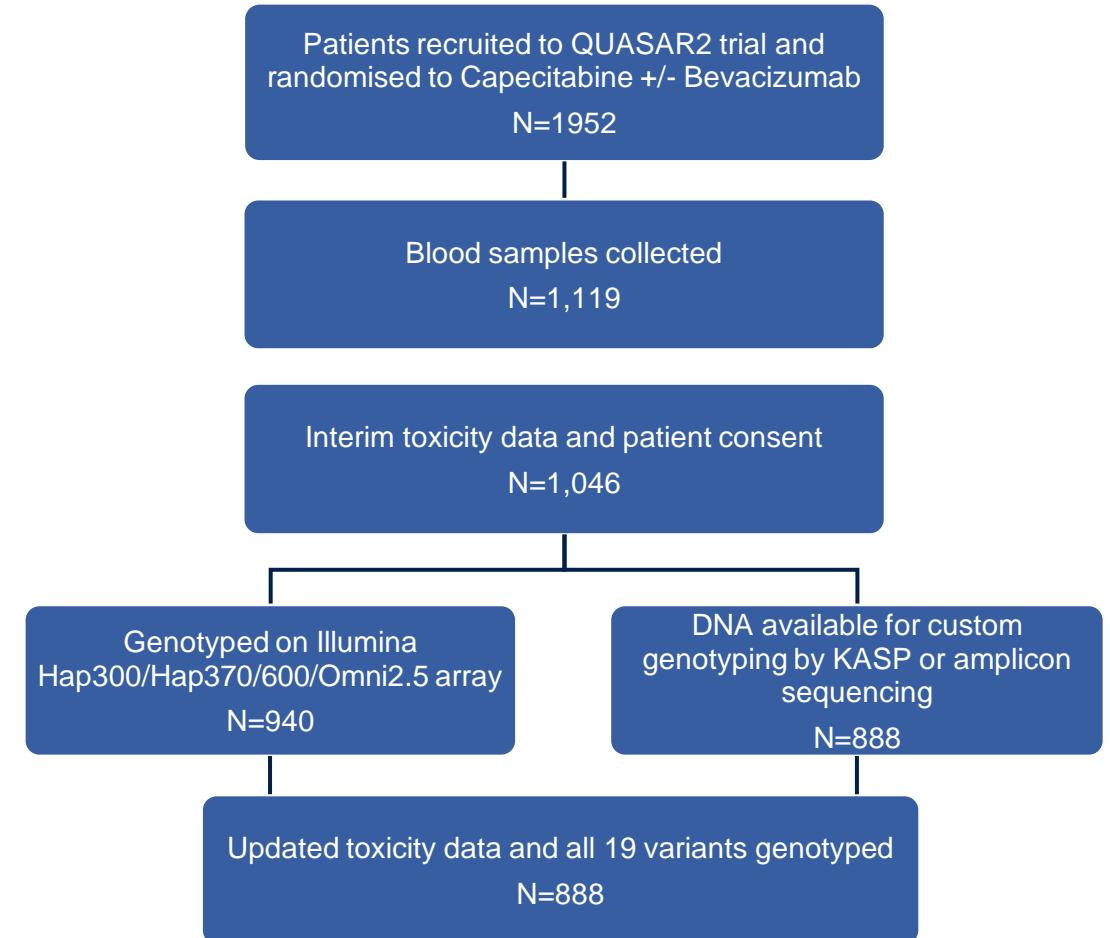 Patients recruited to QUASAR2 trial and
randomised to Capecitabine +/- Bevacizumab
N=1952
Blood samples collected
N=1,119
Interim toxicity data and patient consent
N=1,046
Genotyped on Illumina
Hap300/Hap370/600/Omni2.5 array
N=940
DNA available for custom
genotyping by KASP or amplicon
sequencing
N=888
Updated toxicity data and all 19 variants genotyped
N=888